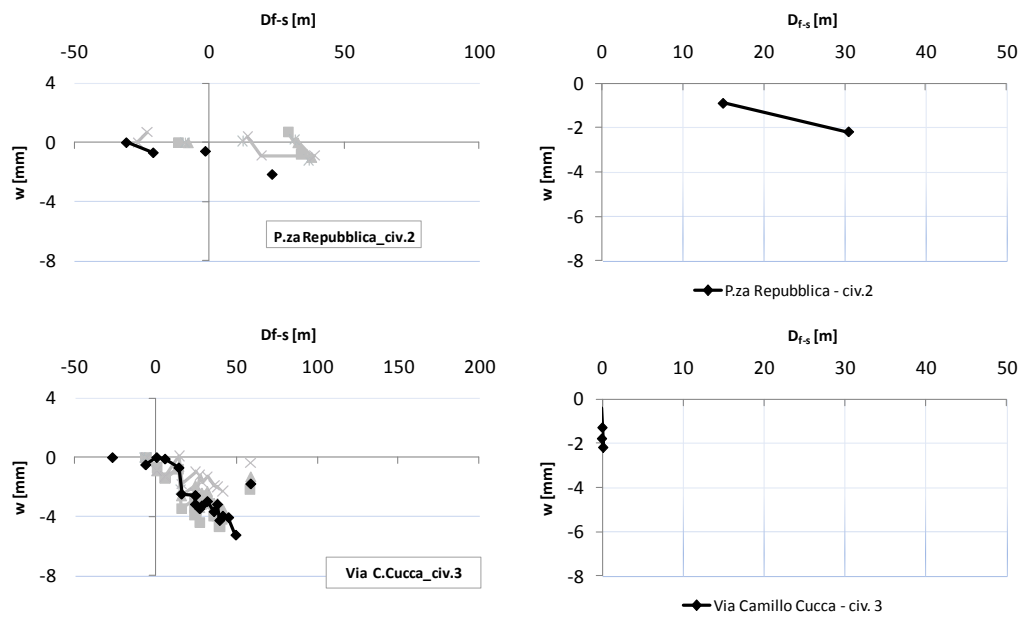 Df-s [m]
-50 0 50 100
4
0
-4
-8
w [mm]
P.za Repubblica_civ.2
Df-s [m]
0 10 20 30 40 50
0
-2
-4
-6
-8
w [mm]
P.za Repubblica - civ.2
Df-s [m]
-50 0 50 100 150 200
4
0
-4
-8
w [mm]
Via C.Cucca_civ.3
Df-s [m]
0 10 20 30 40 50
0
-2
-4
-6
-8
w [mm]
Via Camillo Cucca - civ. 3